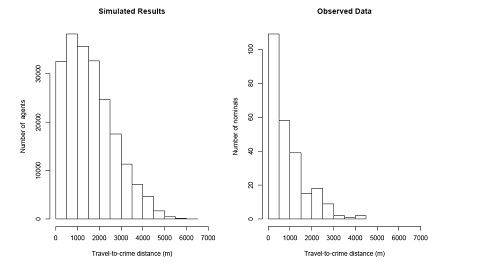 Simulated Results
Number of agents
0
10000
20000
30000
0 1000 2000 3000 4000 5000 6000 7000
Travel-to-crime distance (m)
Observed Data
Number of nominals
0
20
40
60
80
100
0 1000 2000 3000 4000 5000 6000 7000
Travel-to-crime distance (m)